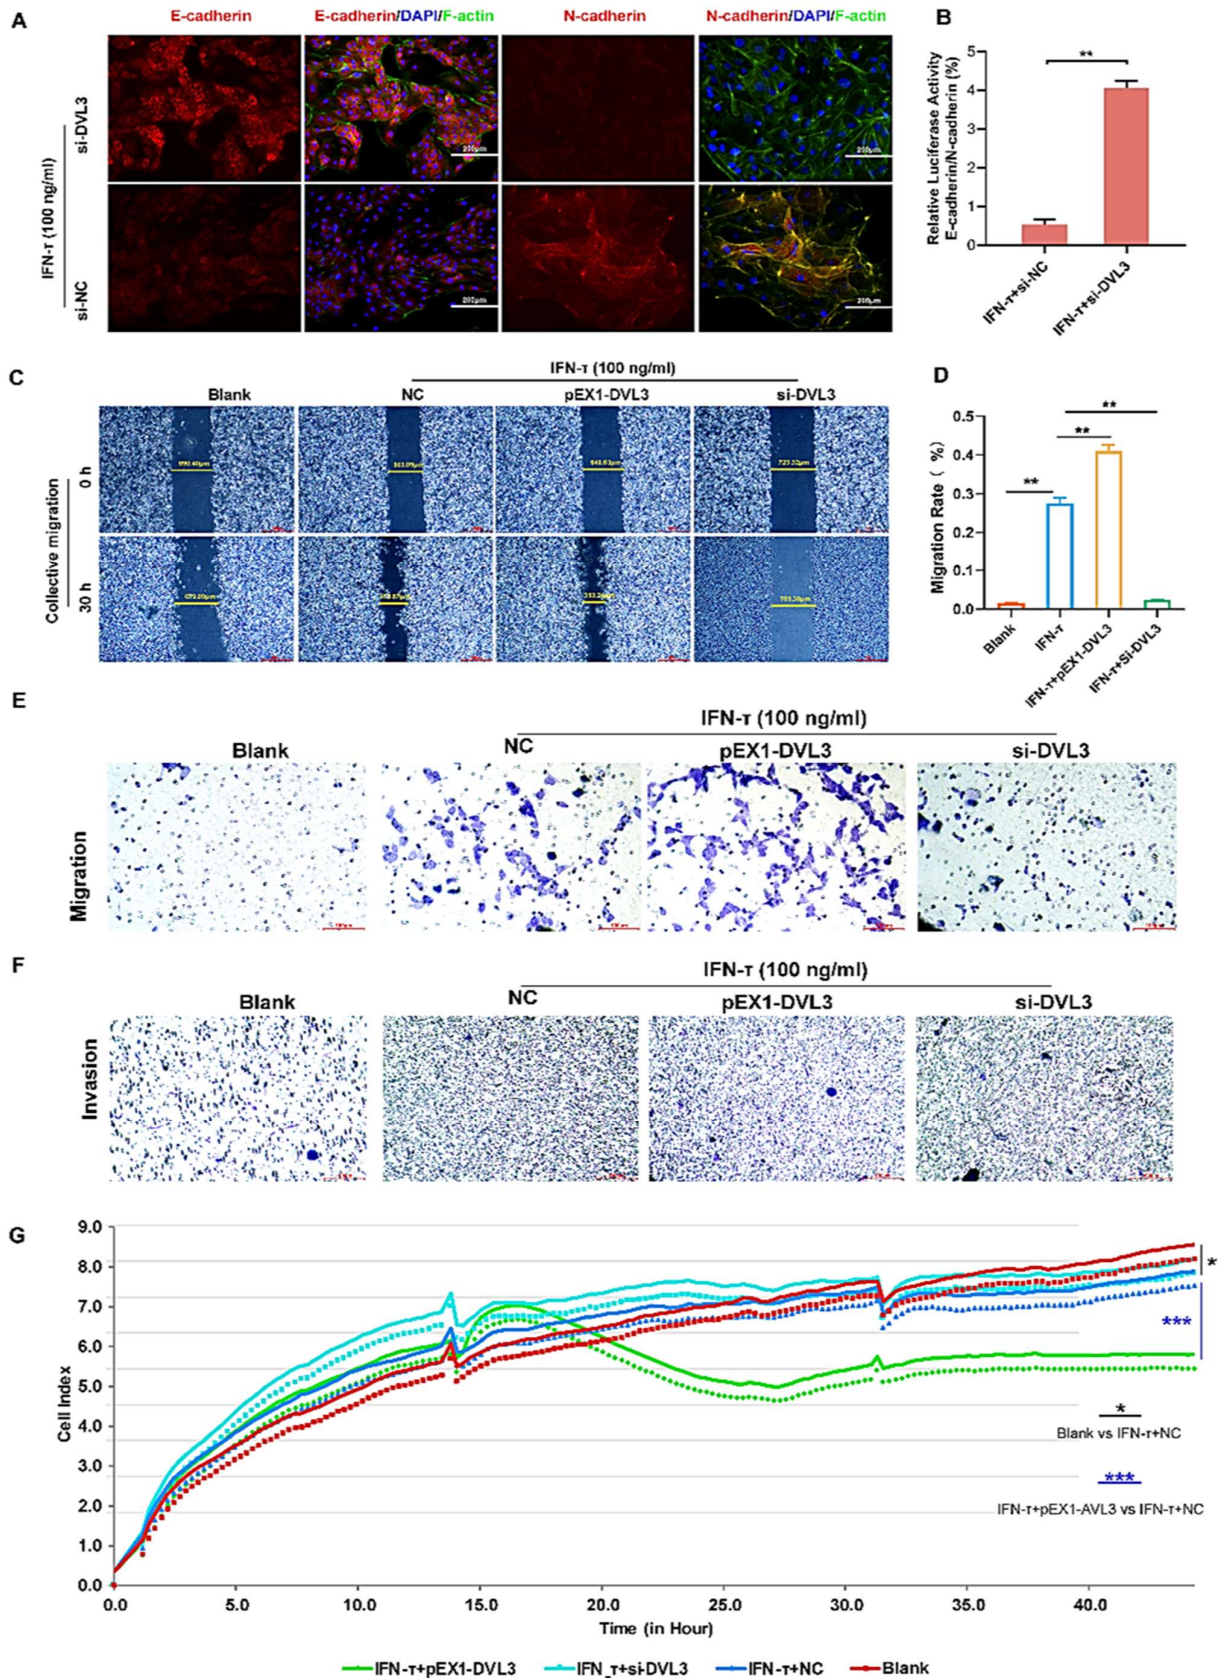 A
E-cadherin
E-cadherin/DAPI/F-actin
N-cadherin
N-cadherin/DAPI/F-actin
IFN-τ (100 ng/ml)
si-DVL3
si-NC
200μm
200μm
200μm
200μm
B
Relative Luciferase Activity
E-cadherin/N-cadherin (%)
5
4
3
2
1
0
**
IFN-τ+si-NC
IFN-τ+si-DVL3
C
IFN-τ (100 ng/ml)
Blank
NC
pEX1-DVL3
si-DVL3
Collective migration
0 h
30 h
D
Migration Rate ( %)
0.5
0.4
0.3
0.2
0.1
0.0
**
**
**
Blank
IFN-τ
IFN-τ+pEX1-DVL3
IFN-τ+Si-DVL3
E
IFN-τ (100 ng/ml)
Blank
NC
pEX1-DVL3
si-DVL3
Migration
F
IFN-τ (100 ng/ml)
Blank
NC
pEX1-DVL3
si-DVL3
Invasion
G
Cell Index
9.0
8.0
7.0
6.0
5.0
4.0
3.0
2.0
1.0
0.0
0.0 5.0 10.0 15.0 20.0 25.0 30.0 35.0 40.0
Time (in Hour)
*
***
*
Blank vs IFN-τ+NC
***
IFN-τ+pEX1-AVL3 vs IFN-τ+NC
IFN-τ+pEX1-DVL3
IFN_τ+si-DVL3
IFN-τ+NC
Blank